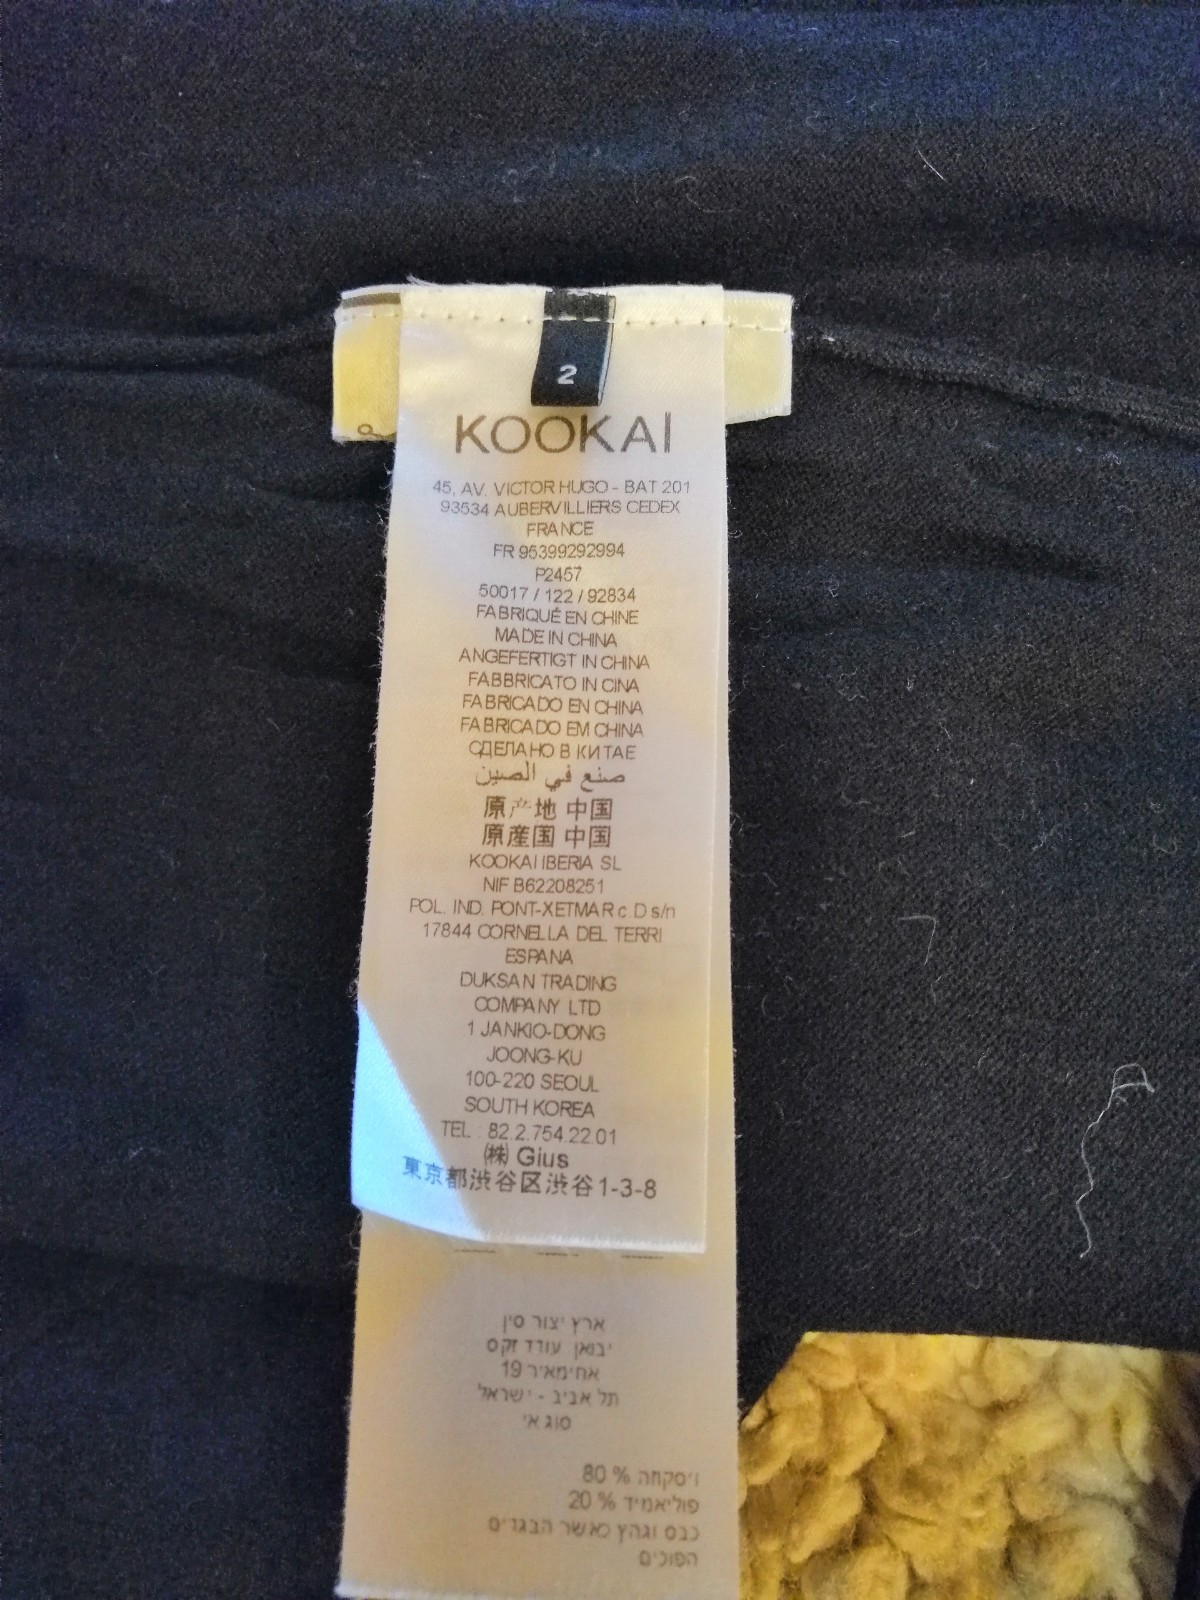 2
KOOKAI
45, AV. VICTOR HUGO - BAT 201
93534 AUBERVILLIERS CEDEX
FRANCE
FR 95399292994
P2457
50017 / 122 / 92834
FABRIQUÉ EN CHINE
MADE IN CHINA
ANGEFERTIGT IN CHINA
FABBRICATO IN CINA
FABRICADO EN CHINA
FABRICADO EM CHINA
СДЕЛАНО В КИТАЕ
صنع في الصين
原产地 中国
原産国 中国
KOOKAI IBERIA SL
NIF B62208251
POL. IND. PONT-XETMAR c.D s/n
17844 CORNELLA DEL TERRI
ESPANA
DUKSAN TRADING
COMPANY LTD
1 JANKIO-DONG
JOONG-KU
100-220 SEOUL
SOUTH KOREA
TEL : 82.2.754.22.01
㈱ Gius
東京都渋谷区渋谷1-3-8
ארץ יצור סין
יבואן עודד זקס
אחימאיר 19
תל אביב - ישראל
סוג אי
ויסקוזה % 80
פוליאמיד % 20
כבס וגהץ כאשר הבגדים
הפוכים